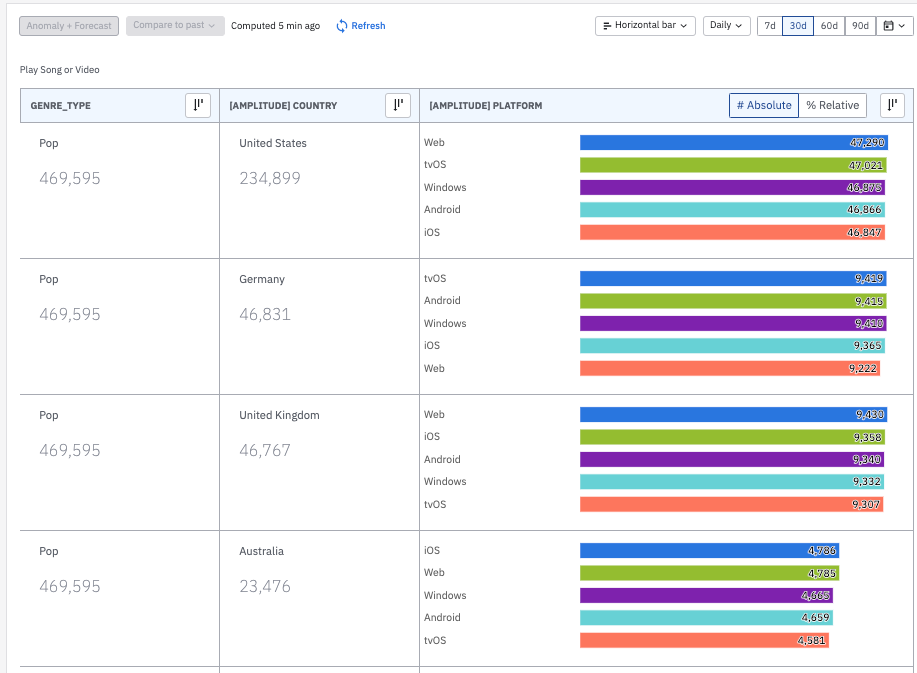 Anomaly + Forecast Compare to past Computed 5 min ago Refresh Horizontal bar Daily 7d 30d 60d 90d
Play Song or Video
GENRE_TYPE [AMPLITUDE] COUNTRY [AMPLITUDE] PLATFORM # Absolute % Relative
Pop United States Web 47,290
469,595 234,899 tvOS 47,021
Windows 46,875
Android 46,866
iOS 46,847
Pop Germany tvOS 9,419
469,595 46,831 Android 9,415
Windows 9,410
iOS 9,365
Web 9,222
Pop United Kingdom Web 9,430
469,595 46,767 iOS 9,358
Android 9,340
Windows 9,332
tvOS 9,307
Pop Australia iOS 4,786
469,595 23,476 Web 4,785
Windows 4,665
Android 4,659
tvOS 4,581